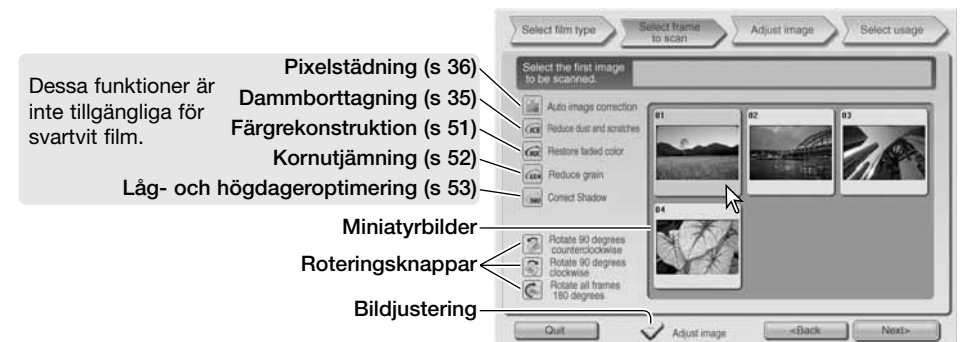 Dessa funktioner är
inte tillgängliga för
svartvit film.
Pixelstädning (s 36)
Dammborttagning (s 35)
Färgrekonstruktion (s 51)
Kornutjämning (s 52)
Låg- och högdageroptimering (s 53)
Miniatyrbilder
Roteringsknappar
Bildjustering
Select film type
Select frame
to scan
Adjust image
Select usage
Select the first image
to be scanned.
Auto image correction
Reduce dust and scratches
Restore faded color
Reduce grain
Correct Shadow
Rotate 90 degrees
counterclockwise
Rotate 90 degrees
clockwise
Rotate all frames
180 degrees
01
02
03
04
Quit
Adjust image
<Back
Next>